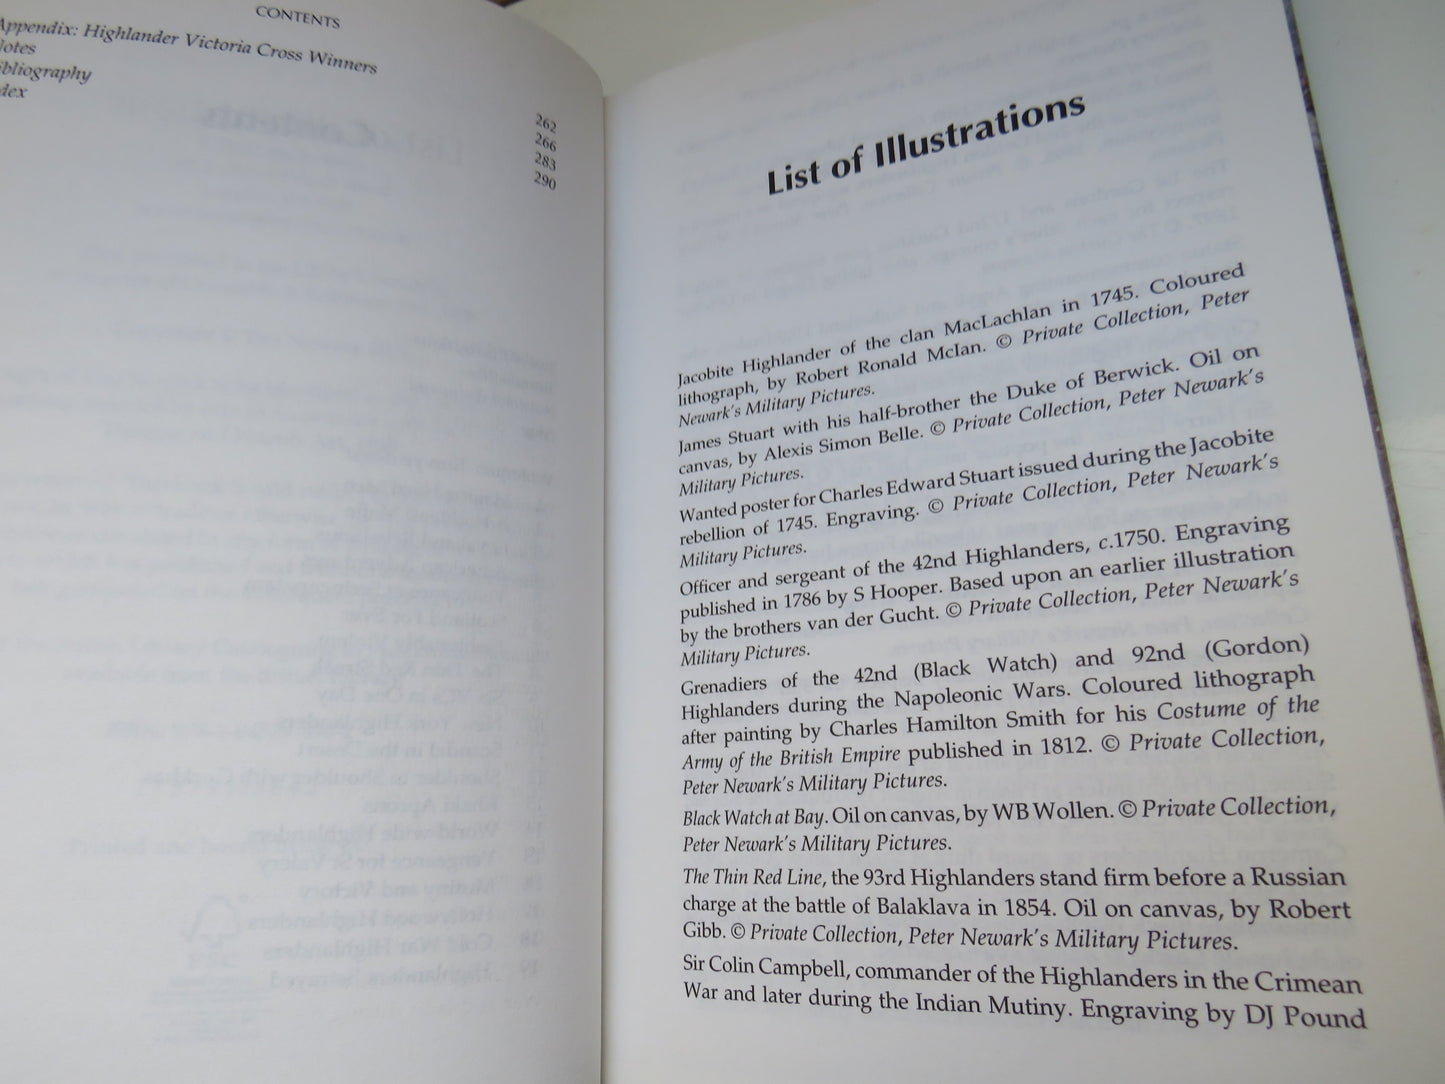 CONTENTS
Appendix: Highlander Victoria Cross Winners
262
266
283
290
List of Illustrations
Jacobite Highlander of the clan MacLachlan in 1745. Coloured
lithograph, by Robert Ronald McIan. © Private Collection, Peter
Newark's Military Pictures.
James Stuart with his half-brother the Duke of Berwick. Oil on
canvas, by Alexis Simon Belle. © Private Collection, Peter Newark's
Military Pictures.
Wanted poster for Charles Edward Stuart issued during the Jacobite
rebellion of 1745. Engraving. © Private Collection, Peter Newark's
Military Pictures.
Officer and sergeant of the 42nd Highlanders, c.1750. Engraving
published in 1786 by S Hooper. Based upon an earlier illustration
by the brothers van der Gucht. © Private Collection, Peter Newark's
Military Pictures.
Grenadiers of the 42nd (Black Watch) and 92nd (Gordon)
Highlanders during the Napoleonic Wars. Coloured lithograph
after painting by Charles Hamilton Smith for his Costume of the
Army of the British Empire published in 1812. © Private Collection,
Peter Newark's Military Pictures.
Black Watch at Bay. Oil on canvas, by WB Wollen. © Private Collection,
Peter Newark's Military Pictures.
The Thin Red Line, the 93rd Highlanders stand firm before a Russian
charge at the battle of Balaklava in 1854. Oil on canvas, by Robert
Gibb. © Private Collection, Peter Newark's Military Pictures.
Sir Colin Campbell, commander of the Highlanders in the Crimean
War and later during the Indian Mutiny. Engraving by DJ Pound